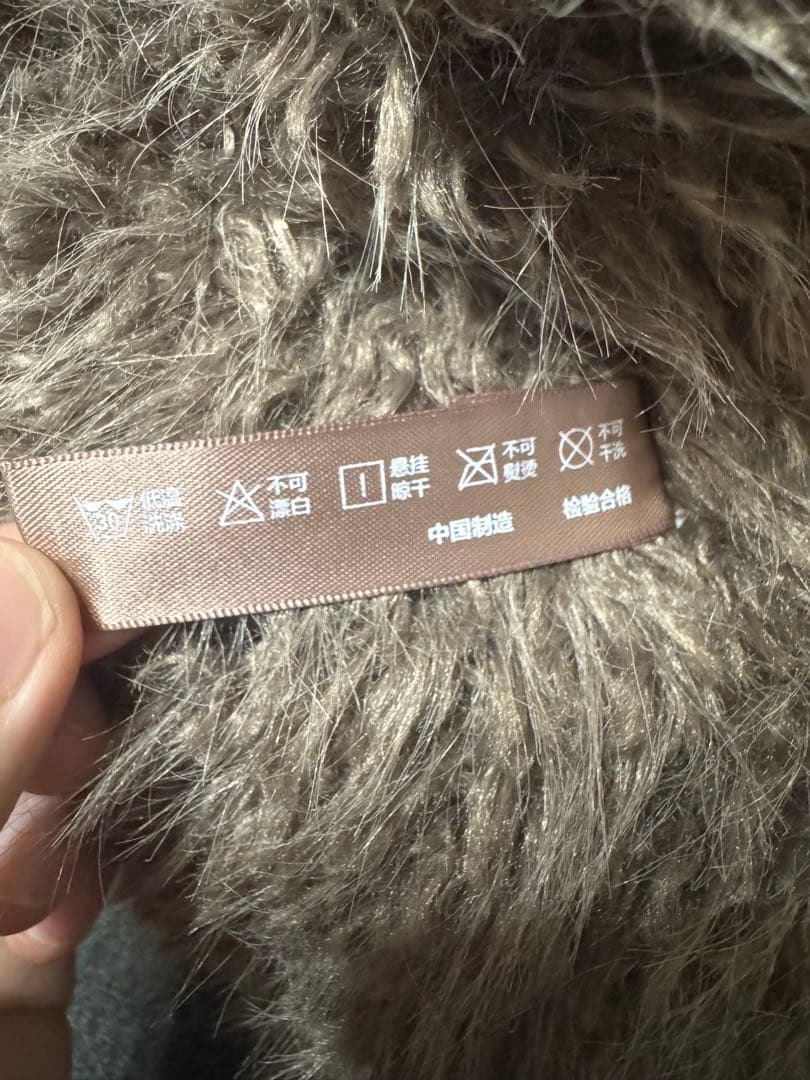 30 低温
洗涤
不可
漂白
悬挂
晾干
不可
熨烫
不可
干洗
中国制造
检验合格